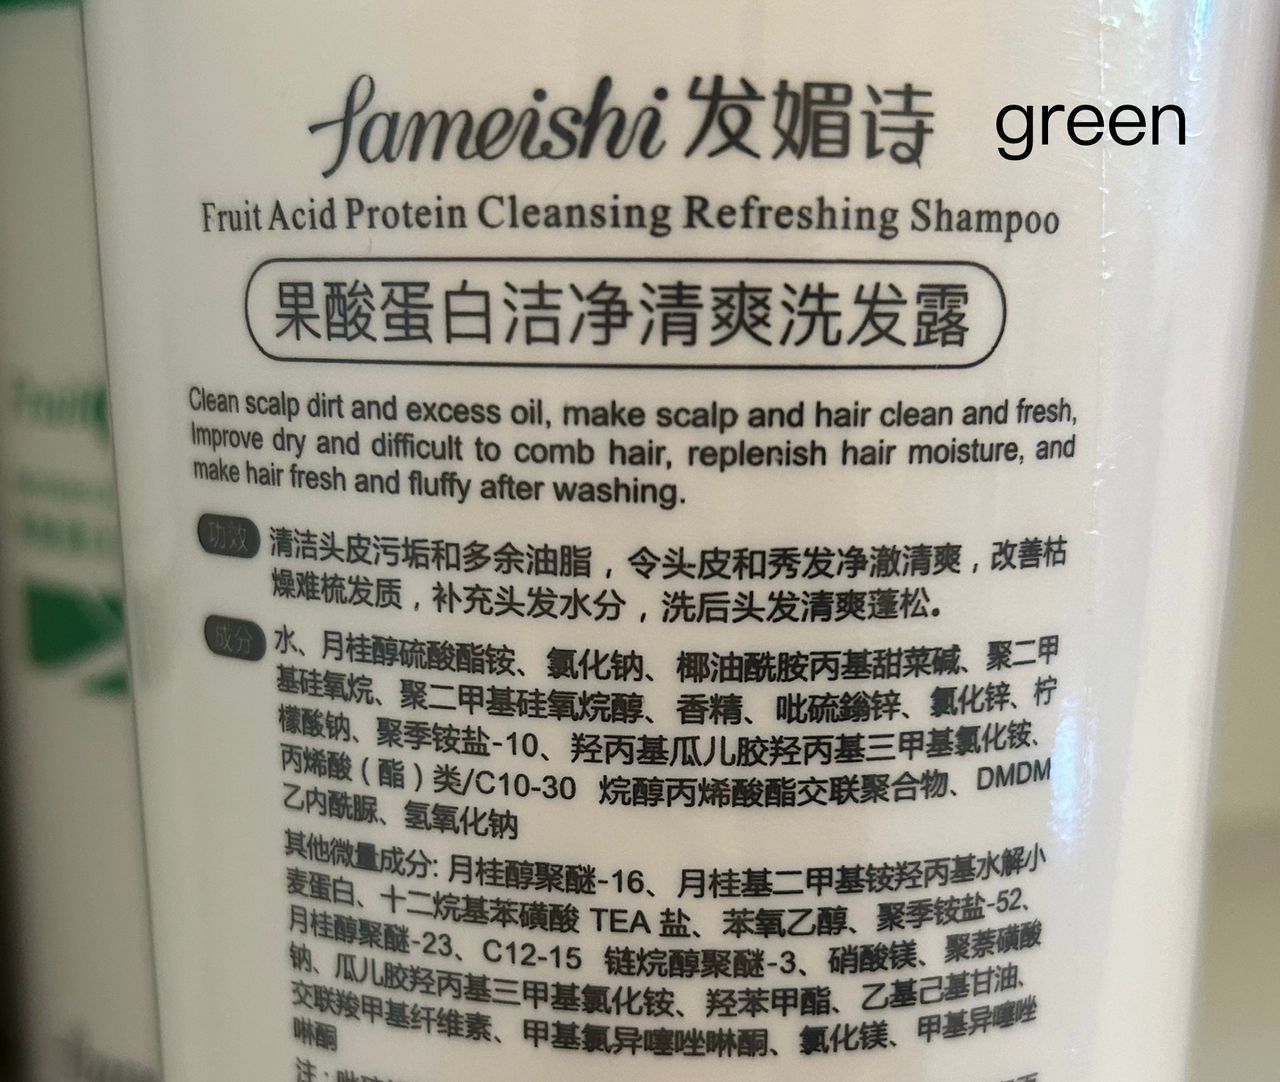 fameishi 发媚诗
green
Fruit Acid Protein Cleansing Refreshing Shampoo
果酸蛋白洁净清爽洗发露
Clean scalp dirt and excess oil, make scalp and hair clean and fresh,
Improve dry and difficult to comb hair, replenish hair moisture, and
make hair fresh and fluffy after washing.
功效 清洁头皮污垢和多余油脂，令头皮和秀发净澈清爽，改善枯
燥难梳发质，补充头发水分，洗后头发清爽蓬松。
成分 水、月桂醇硫酸酯铵、氯化钠、椰油酰胺丙基甜菜碱、聚二甲
基硅氧烷、聚二甲基硅氧烷醇、香精、吡硫鎓锌、氯化锌、柠
檬酸钠、聚季铵盐-10、羟丙基瓜儿胶羟丙基三甲基氯化铵、
丙烯酸（酯）类/C10-30 烷醇丙烯酸酯交联聚合物、DMDM
乙内酰脲、氢氧化钠
其他微量成分: 月桂醇聚醚-16、月桂基二甲基铵羟丙基水解小
麦蛋白、十二烷基苯磺酸 TEA 盐、苯氧乙醇、聚季铵盐-52、
月桂醇聚醚-23、C12-15 链烷醇聚醚-3、硝酸镁、聚萘磺酸
钠、瓜儿胶羟丙基三甲基氯化铵、羟苯甲酯、乙基己基甘油、
交联羧甲基纤维素、甲基氯异噻唑啉酮、氯化镁、甲基异噻唑
啉酮
注: